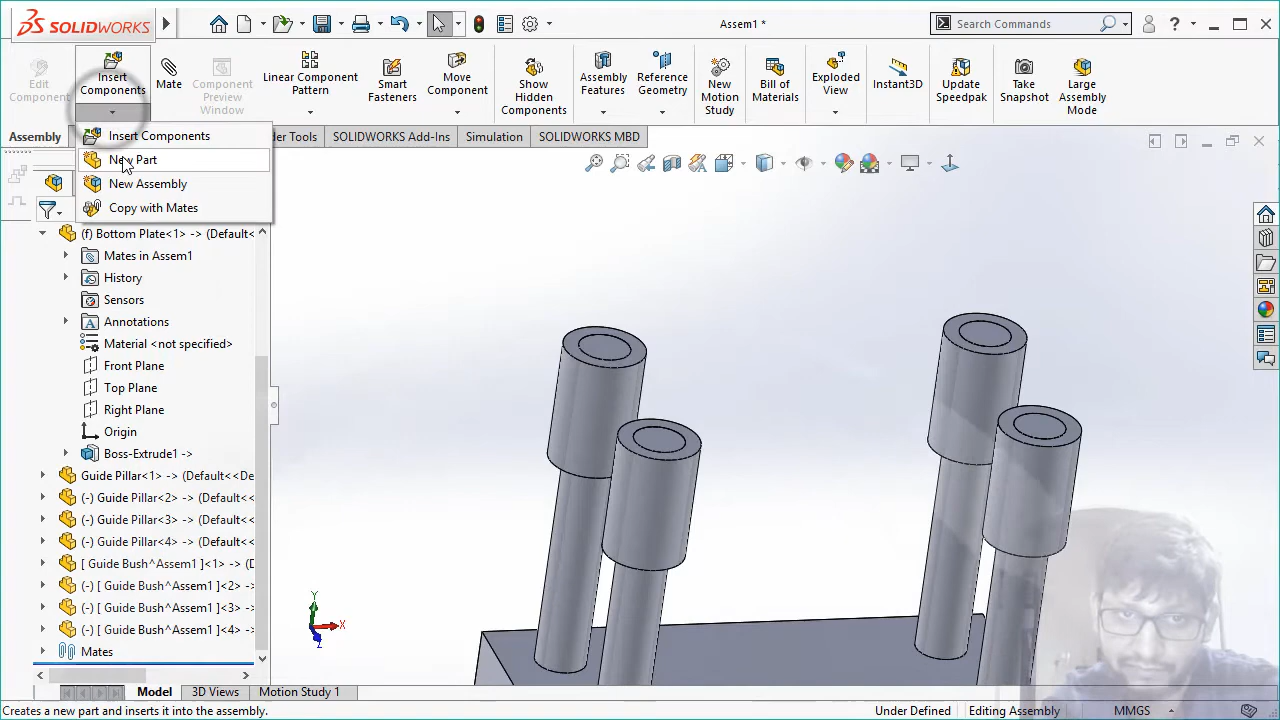 SOLIDWORKS
Assem1 *
Search Commands
Edit Component
Insert Components
Mate
Component Preview Window
Linear Component Pattern
Smart Fasteners
Move Component
Show Hidden Components
Assembly Features
Reference Geometry
New Motion Study
Bill of Materials
Exploded View
Instant3D
Update Speedpak
Take Snapshot
Large Assembly Mode
Assembly
der Tools
SOLIDWORKS Add-Ins
Simulation
SOLIDWORKS MBD
Insert Components
New Part
New Assembly
Copy with Mates
(f) Bottom Plate<1> -> (Default<
Mates in Assem1
History
Sensors
Annotations
Material <not specified>
Front Plane
Top Plane
Right Plane
Origin
Boss-Extrude1 ->
Guide Pillar<1> -> (Default<<De
(-) Guide Pillar<2> -> (Default<
(-) Guide Pillar<3> -> (Default<
(-) Guide Pillar<4> -> (Default<
[ Guide Bush^Assem1 ]<1> -> (D
(-) [ Guide Bush^Assem1 ]<2> ->
(-) [ Guide Bush^Assem1 ]<3> ->
(-) [ Guide Bush^Assem1 ]<4> ->
Mates
Y
X
Z
Model
3D Views
Motion Study 1
Creates a new part and inserts it into the assembly.
Under Defined
Editing Assembly
MMGS